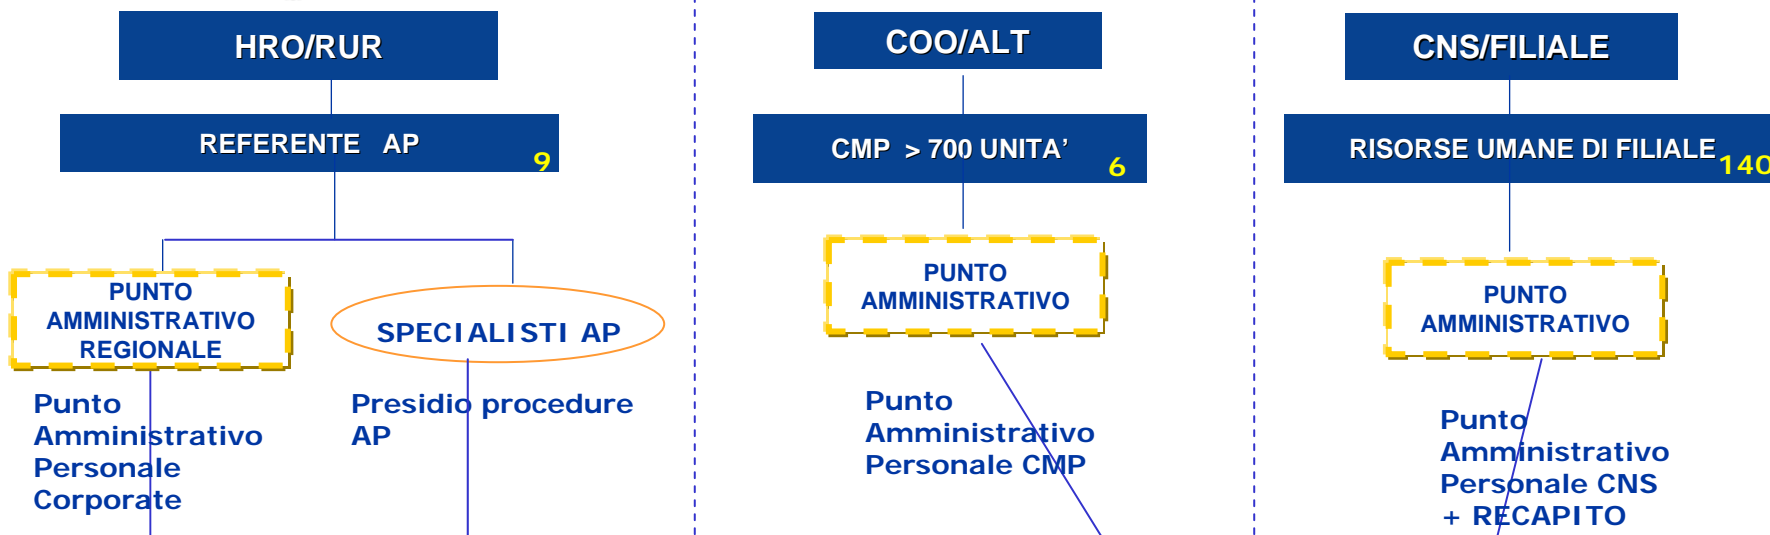 HRO/RUR
REFERENTE AP
9
PUNTO
AMMINISTRATIVO
REGIONALE
SPECIALISTI AP
Punto
Amministrativo
Personale
Corporate
Presidio procedure
AP
COO/ALT
CMP > 700 UNITA’
6
PUNTO
AMMINISTRATIVO
Punto
Amministrativo
Personale CMP
CNS/FILIALE
RISORSE UMANE DI FILIALE
140
PUNTO
AMMINISTRATIVO
Punto
Amministrativo
Personale CNS
+ RECAPITO